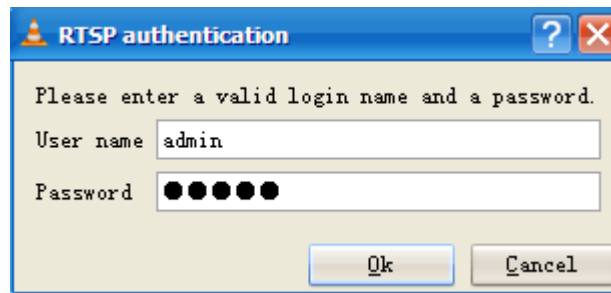 RTSP authentication
Please enter a valid login name and a password.
User name admin
Password ●●●●●
Ok Cancel